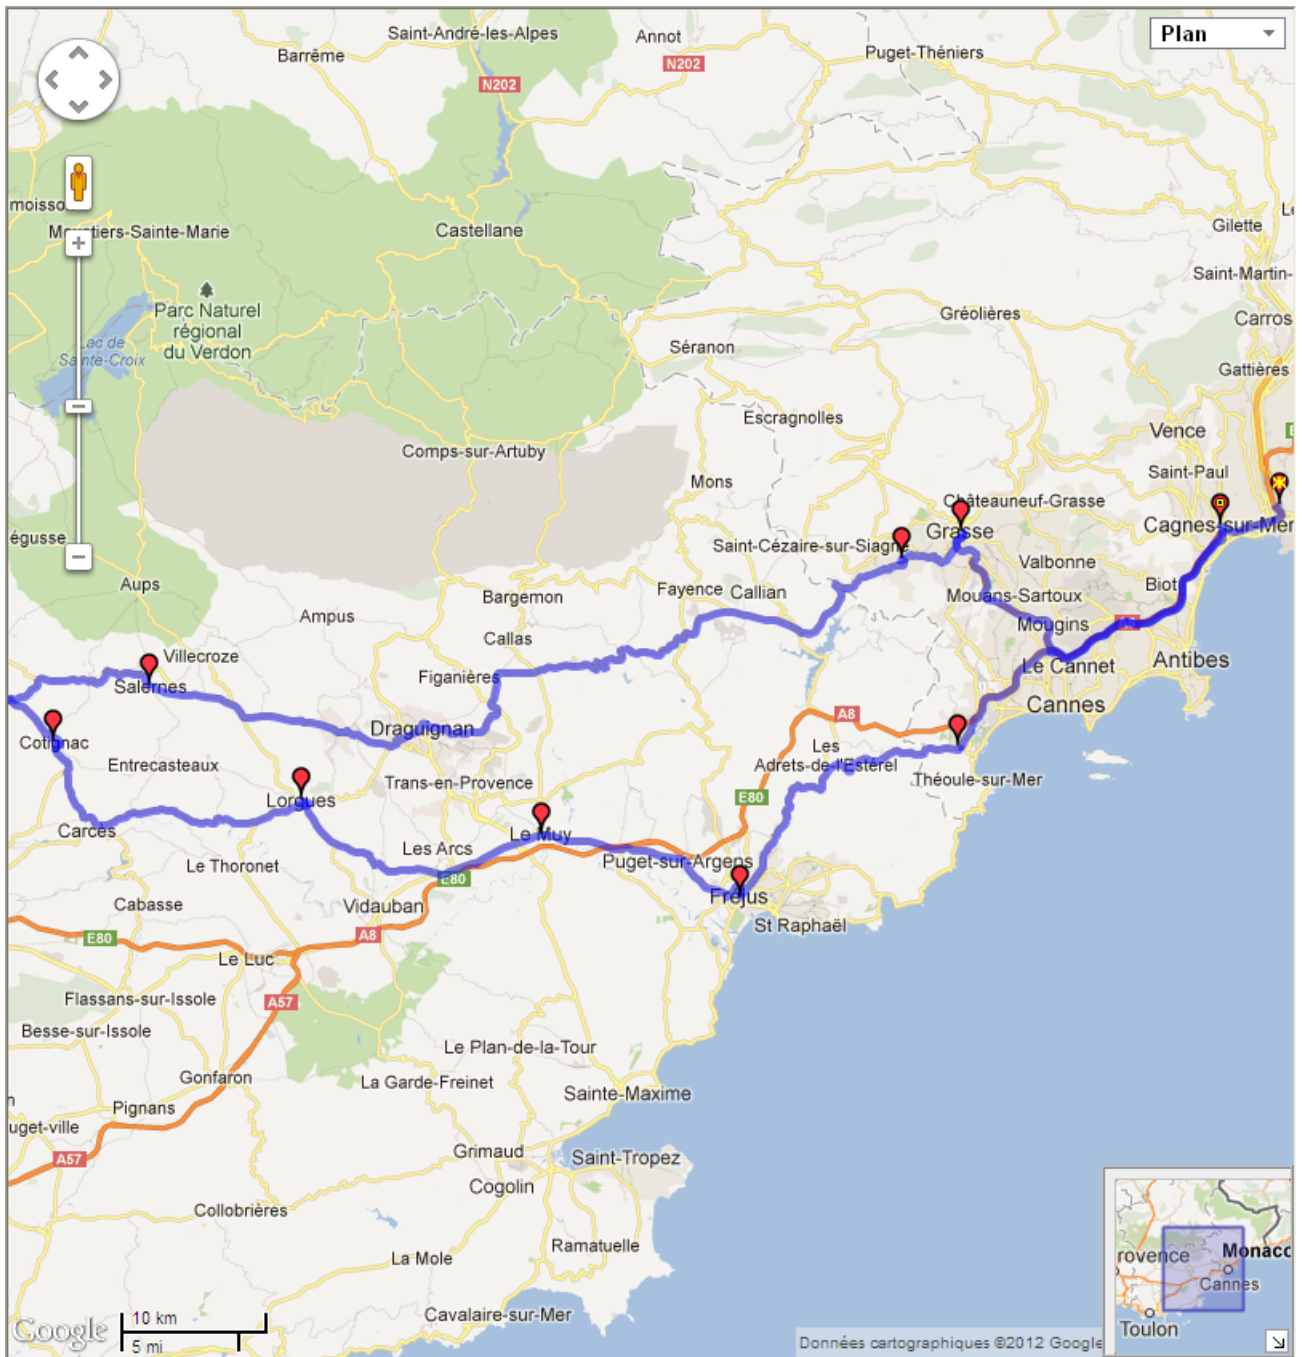 Saint-André-les-Alpes
Annot
Plan
Barrême
Puget-Théniers
N202
N202
moisso
Moustiers-Sainte-Marie
Castellane
Gilette
Saint-Martin-
Parc Naturel
régional
du Verdon
Gréolières
Carros
Lac de
Sainte-Croix
Séranon
Gattières
Escragnolles
Vence
Comps-sur-Artuby
Saint-Paul
Mons
Châteauneuf-Grasse
Cagnes-sur-Mer
Grasse
égusse
Saint-Cézaire-sur-Siagne
Valbonne
Aups
Biot
Fayence
Callian
Mouans-Sartoux
Bargemon
Ampus
Mougins
Callas
Villecroze
Antibes
Le Cannet
Figanières
Salernes
Cannes
A8
Draguignan
Cotignac
Les
Adrets-de-l'Estérel
Entrecasteaux
Théoule-sur-Mer
Trans-en-Provence
E80
Lorgues
Carcès
Le Muy
Les Arcs
Puget-sur-Argens
Le Thoronet
E80
Fréjus
Cabasse
Vidauban
St Raphaël
E80
A8
Le Luc
Flassans-sur-Issole
A57
Besse-sur-Issole
Le Plan-de-la-Tour
Gonfaron
La Garde-Freinet
Sainte-Maxime
Pignans
uget-ville
Grimaud
Saint-Tropez
A57
Cogolin
Collobrières
Ramatuelle
La Mole
rovence
Monaco
Cannes
Toulon
Cavalaire-sur-Mer
10 km
5 mi
Google
Données cartographiques ©2012 Google